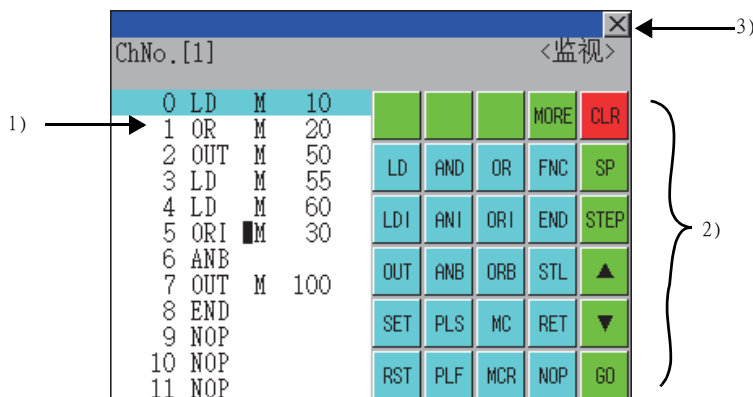 3)
ChNo.[1] <监视>
1)
0 LD M 10
1 OR M 20
2 OUT M 50
3 LD M 55
4 LD M 60
5 ORI M 30
6 ANB
7 OUT M 100
8 END
9 NOP
10 NOP
11 NOP
MORE CLR
LD AND OR FNC SP
LDI ANI ORI END STEP
OUT ANB ORB STL ▲
SET PLS MC RET ▼
RST PLF MCR NOP GO
2)